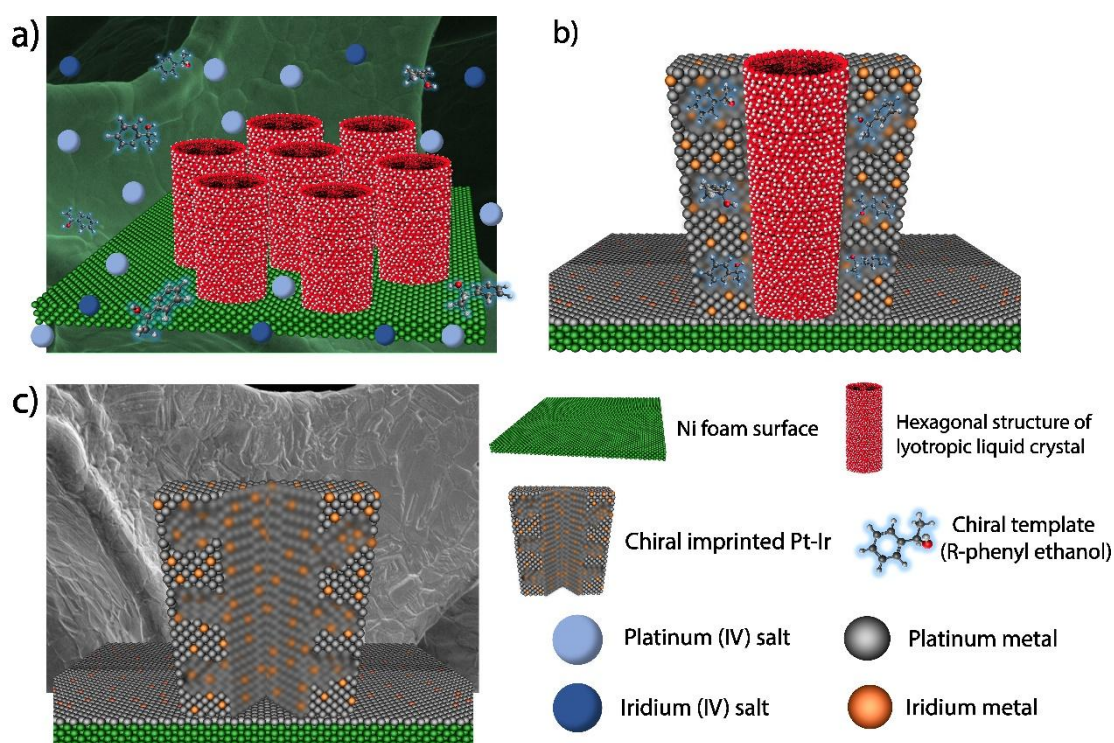 a)
b)
c)
Ni foam surface
Hexagonal structure of
lyotropic liquid crystal
Chiral imprinted Pt-Ir
Chiral template
(R-phenyl ethanol)
Platinum (IV) salt
Platinum metal
Iridium (IV) salt
Iridium metal